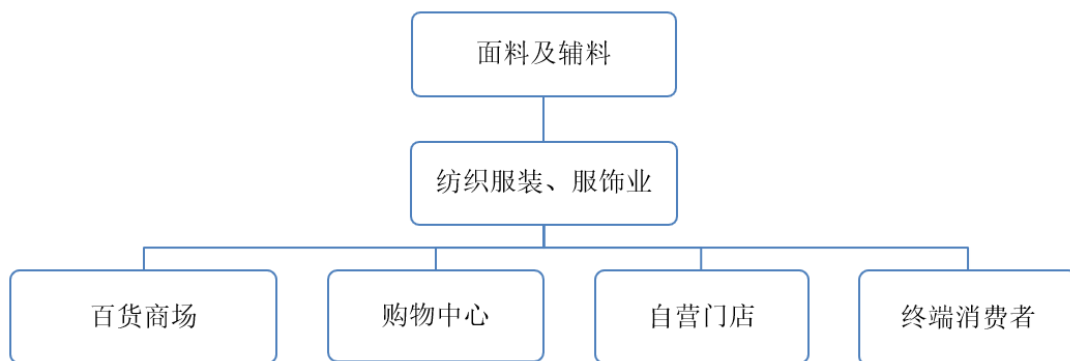 面料及辅料
纺织服装、服饰业
百货商场
购物中心
自营门店
终端消费者